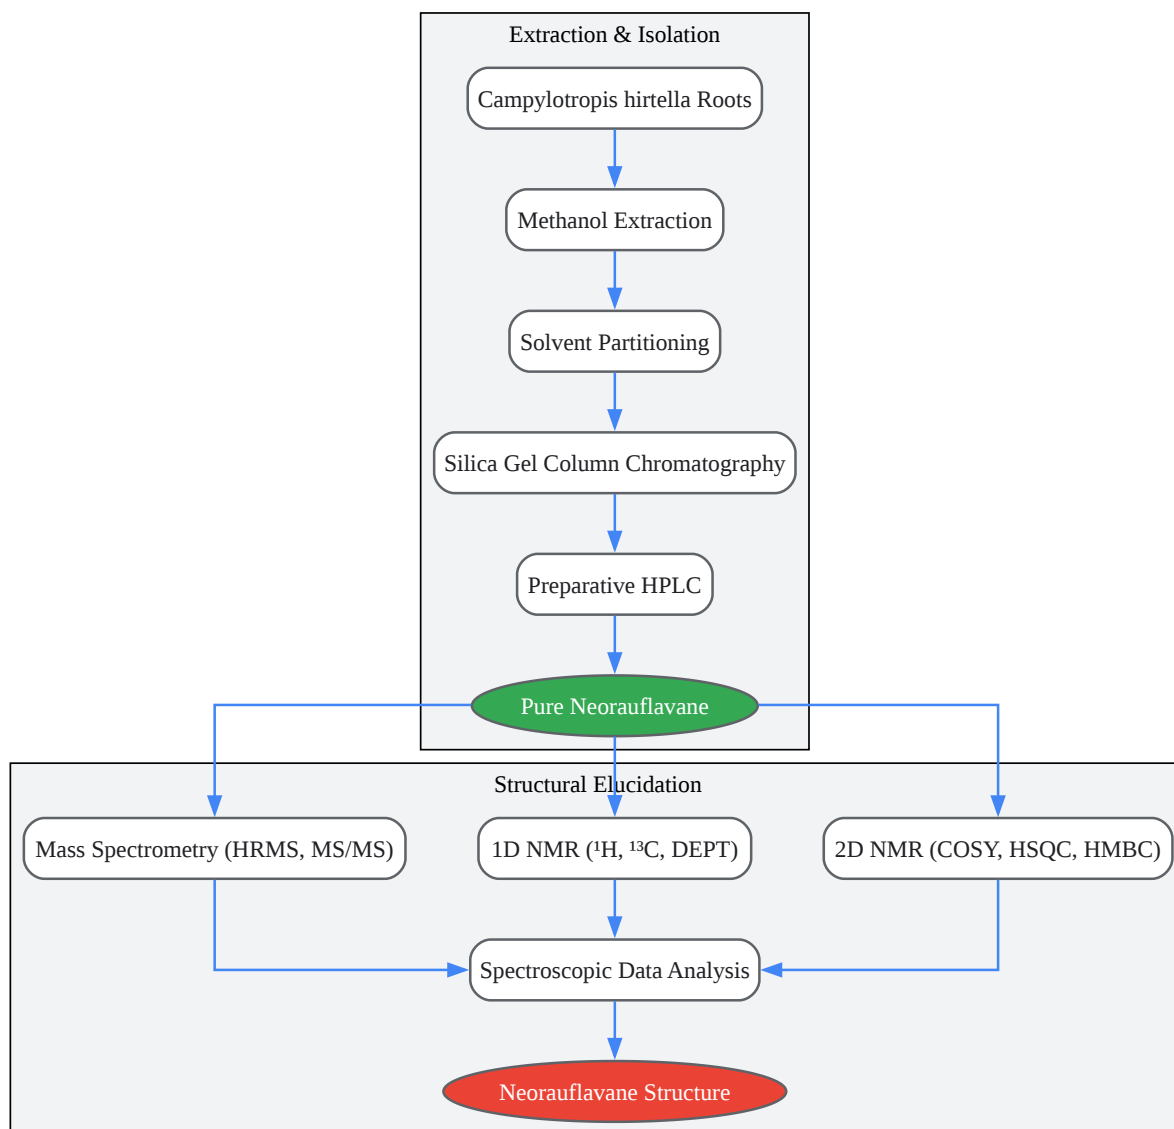 Extraction & Isolation
Campylotropis hirtella Roots
Methanol Extraction
Solvent Partitioning
Silica Gel Column Chromatography
Preparative HPLC
Pure Neorauflavane
Structural Elucidation
Mass Spectrometry (HRMS, MS/MS)
1D NMR (¹H, ¹³C, DEPT)
2D NMR (COSY, HSQC, HMBC)
Spectroscopic Data Analysis
Neorauflavane Structure